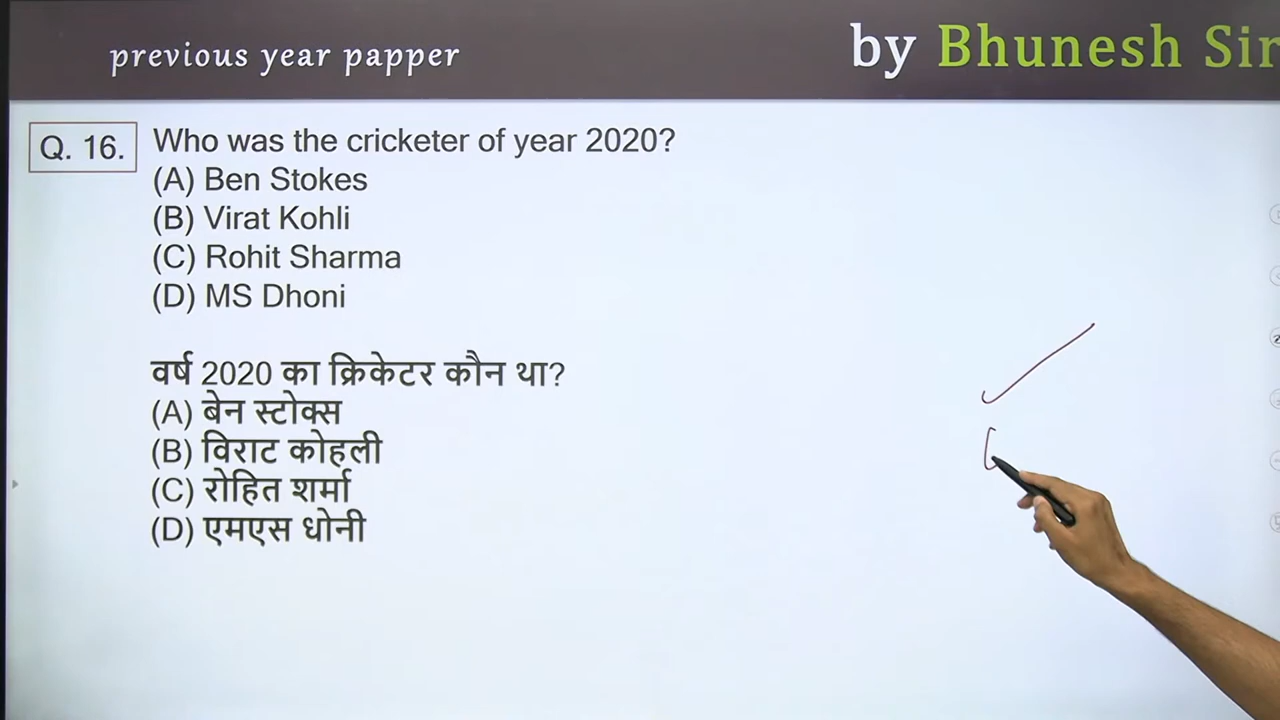 previous year papper
by Bhunesh Sir
Q. 16. Who was the cricketer of year 2020?
(A) Ben Stokes
(B) Virat Kohli
(C) Rohit Sharma
(D) MS Dhoni
वर्ष 2020 का क्रिकेटर कौन था?
(A) बेन स्टोक्स
(B) विराट कोहली
(C) रोहित शर्मा
(D) एमएस धोनी